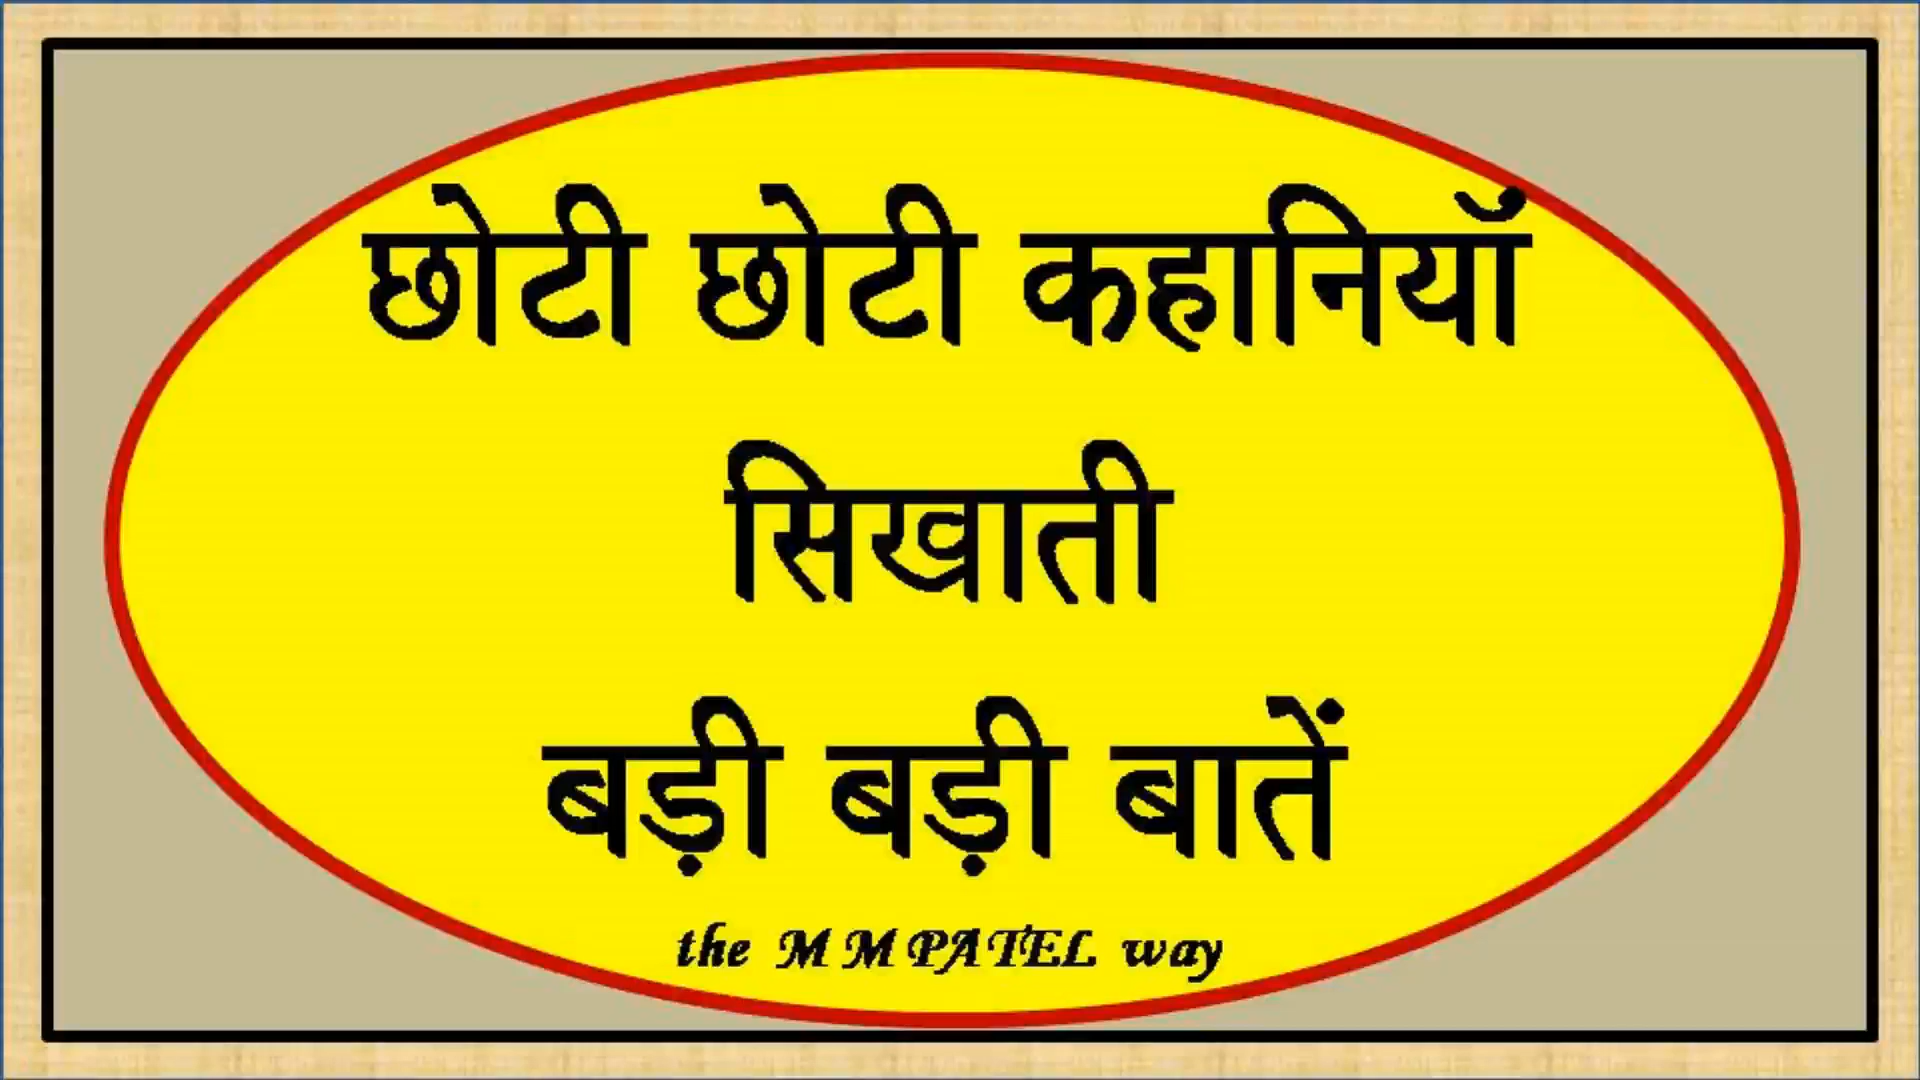 छोटी छोटी कहानियाँ
सिखाती
बड़ी बड़ी बातें
the M M PATEL way